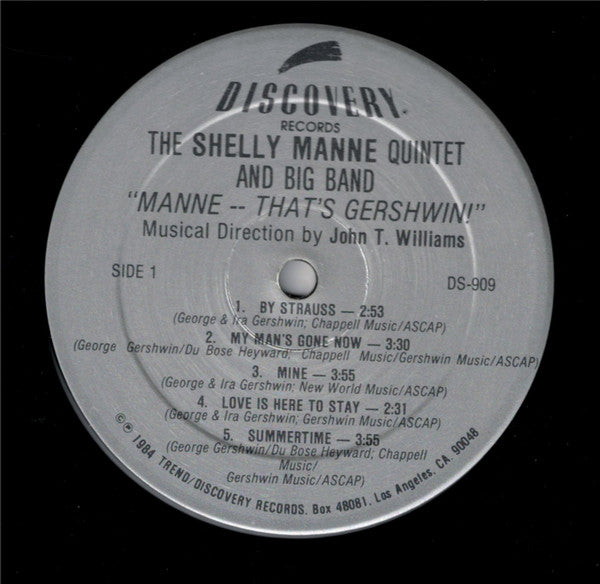 DISCOVERY
RECORDS
THE SHELLY MANNE QUINTET
AND BIG BAND
"MANNE -- THAT'S GERSHWIN!"
Musical Direction by John T. Williams
SIDE 1
DS-909
1. BY STRAUSS — 2:53
(George & Ira Gershwin; Chappell Music/ASCAP)
2. MY MAN'S GONE NOW — 3:30
(George Gershwin/Du Bose Heyward; Chappell Music/Gershwin Music/ASCAP)
3. MINE — 3:55
(George & Ira Gershwin; New World Music/ASCAP)
4. LOVE IS HERE TO STAY — 2:31
(George & Ira Gershwin; Gershwin Music/ASCAP)
5. SUMMERTIME — 3:55
(George Gershwin/Du Bose Heyward; Chappell
Music/
Gershwin Music/ASCAP)
©℗ 1984 TREND/DISCOVERY RECORDS. Box 48081. Los Angeles, CA. 90048